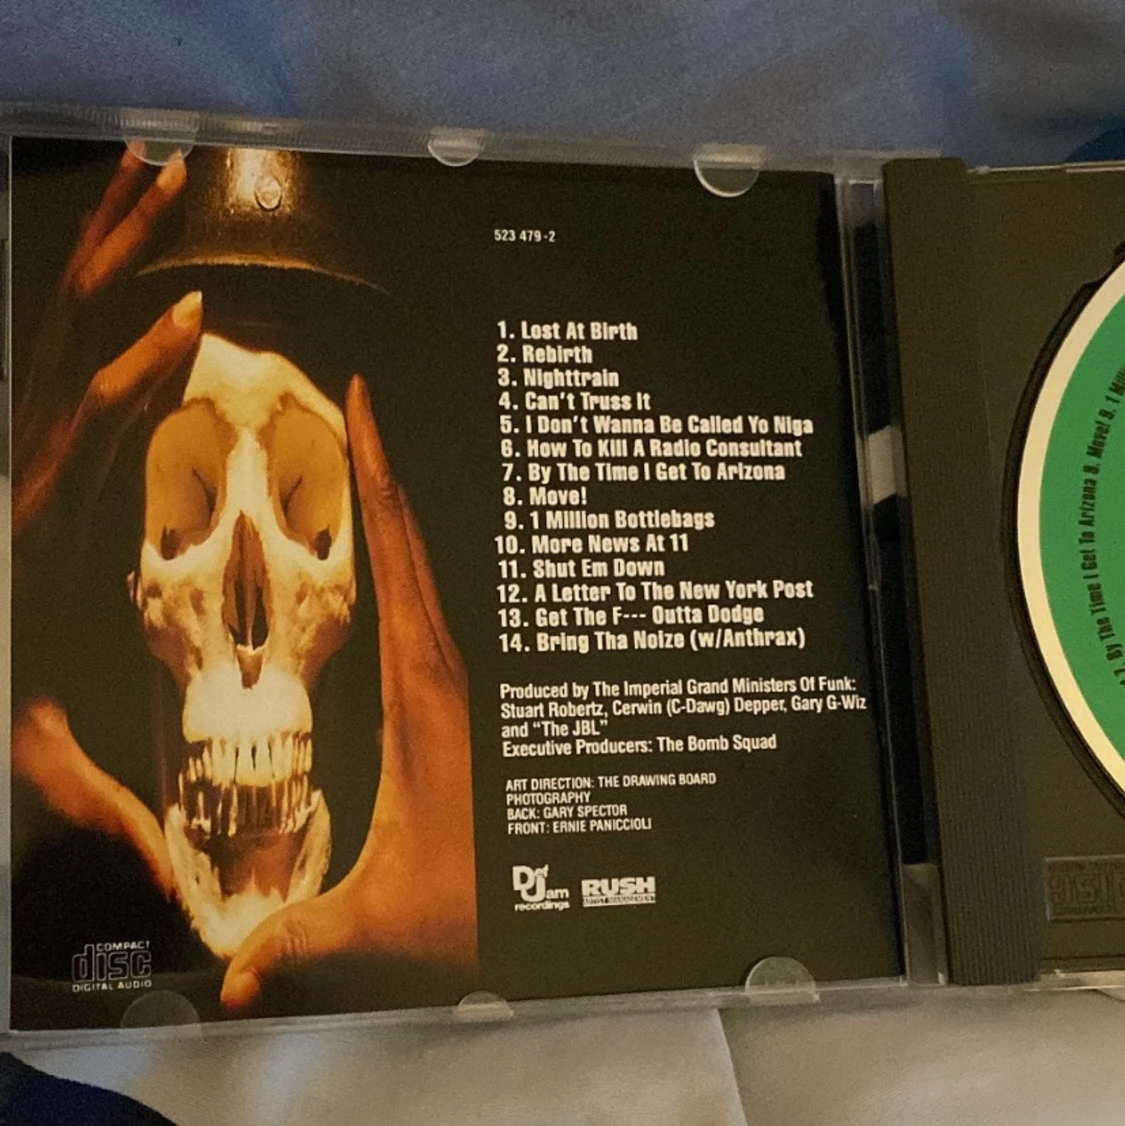 523 479-2
1. Lost At Birth
2. Rebirth
3. Nighttrain
4. Can't Truss It
5. I Don't Wanna Be Called Yo Niga
6. How To Kill A Radio Consultant
7. By The Time I Get To Arizona
8. Move!
9. 1 Million Bottlebags
10. More News At 11
11. Shut Em Down
12. A Letter To The New York Post
13. Get The F--- Outta Dodge
14. Bring Tha Noize (w/Anthrax)
Produced by The Imperial Grand Ministers Of Funk:
Stuart Robertz, Cerwin (C-Dawg) Depper, Gary G-Wiz
and "The JBL"
Executive Producers: The Bomb Squad
ART DIRECTION: THE DRAWING BOARD
PHOTOGRAPHY
BACK: GARY SPECTOR
FRONT: ERNIE PANICCIOLI
Def Jam
recordings
RUSH
ARTIST MANAGEMENT
COMPACT
disc
DIGITAL AUDIO
By The Time I Get To Arizona 8. Move! 9. 1